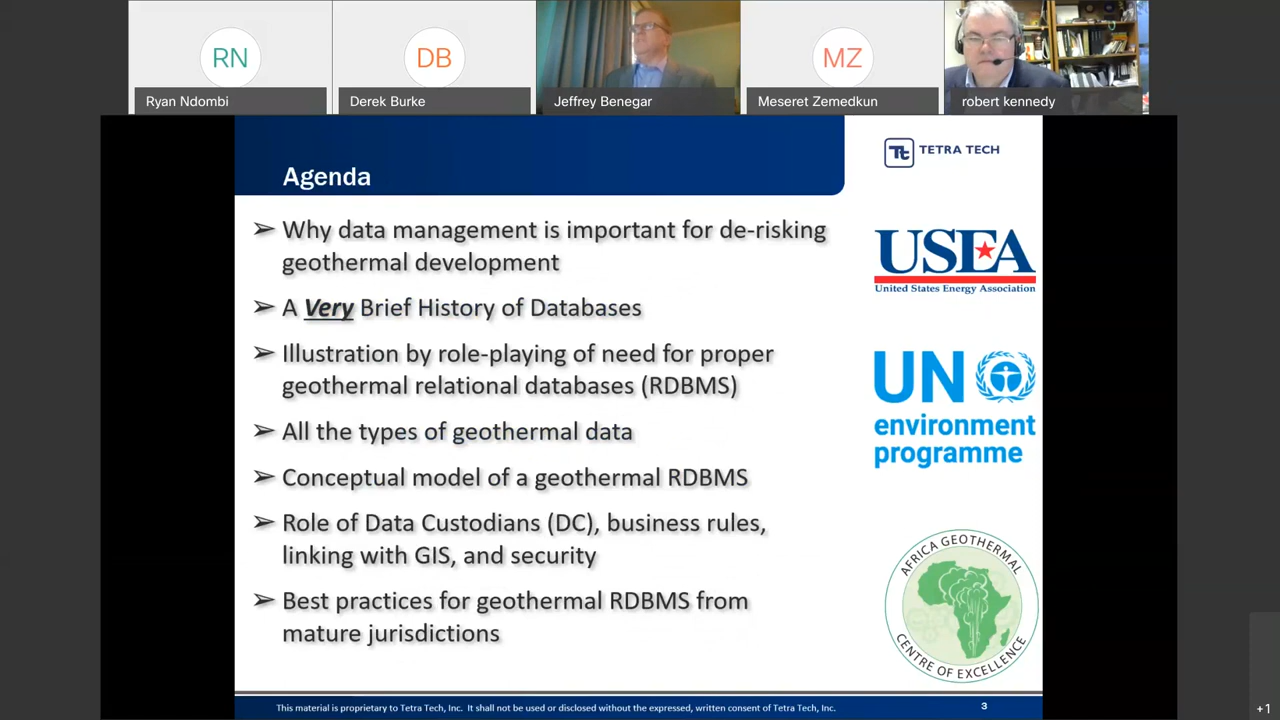 RN
DB
MZ
Ryan Ndombi
Derek Burke
Jeffrey Benegar
Meseret Zemedkun
robert kennedy
Agenda
Tt TETRA TECH
➢ Why data management is important for de-risking
geothermal development
➢ A Very Brief History of Databases
➢ Illustration by role-playing of need for proper
geothermal relational databases (RDBMS)
➢ All the types of geothermal data
➢ Conceptual model of a geothermal RDBMS
➢ Role of Data Custodians (DC), business rules,
linking with GIS, and security
➢ Best practices for geothermal RDBMS from
mature jurisdictions
USEA
United States Energy Association
UN
environment
programme
AFRICA GEOTHERMAL
CENTRE OF EXCELLENCE
This material is proprietary to Tetra Tech, Inc. It shall not be used or disclosed without the expressed, written consent of Tetra Tech, Inc.
3
+1